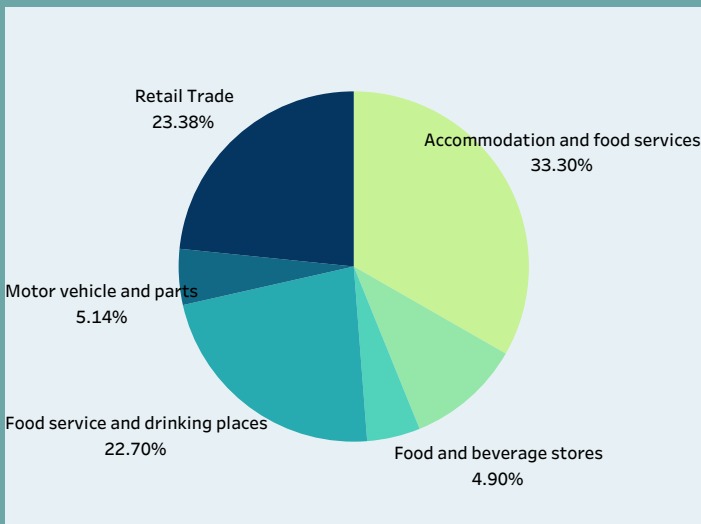 Retail Trade
23.38%
Accommodation and food services
33.30%
Motor vehicle and parts
5.14%
Food service and drinking places
22.70%
Food and beverage stores
4.90%